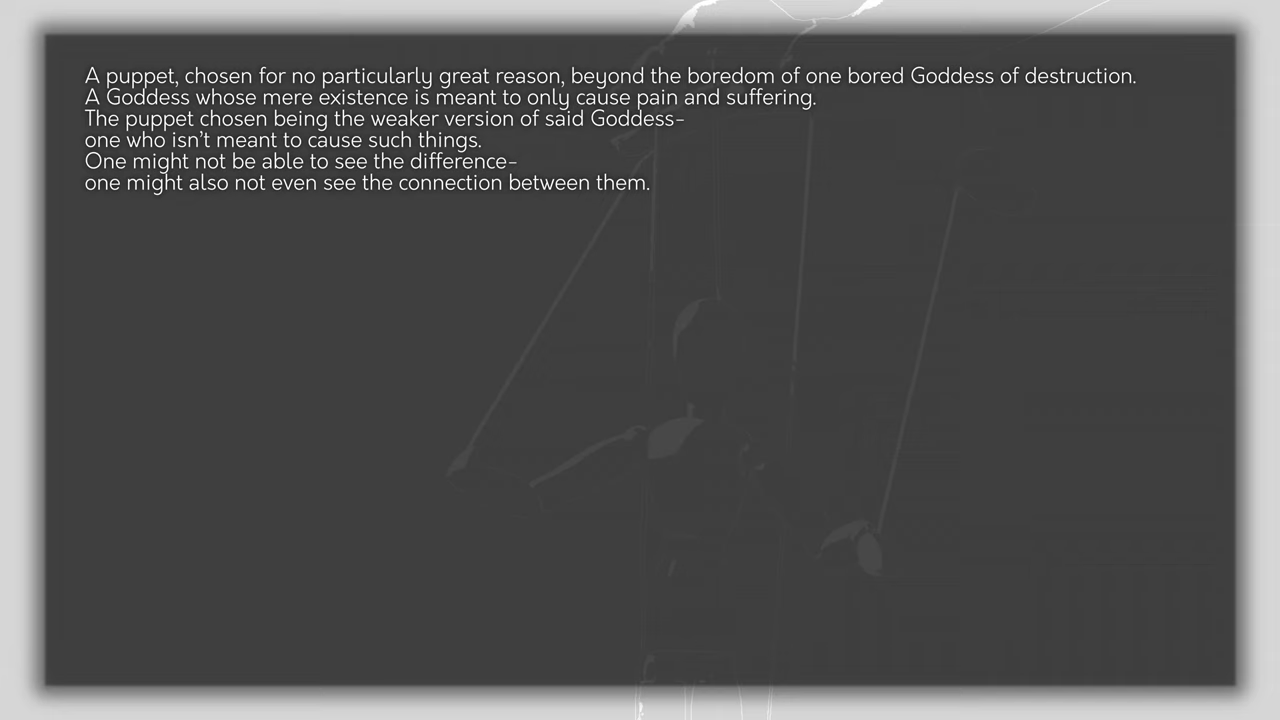 A puppet, chosen for no particularly great reason, beyond the boredom of one bored Goddess of destruction.
A Goddess whose mere existence is meant to only cause pain and suffering.
The puppet chosen being the weaker version of said Goddess-
one who isn't meant to cause such things.
One might not be able to see the difference-
one might also not even see the connection between them.